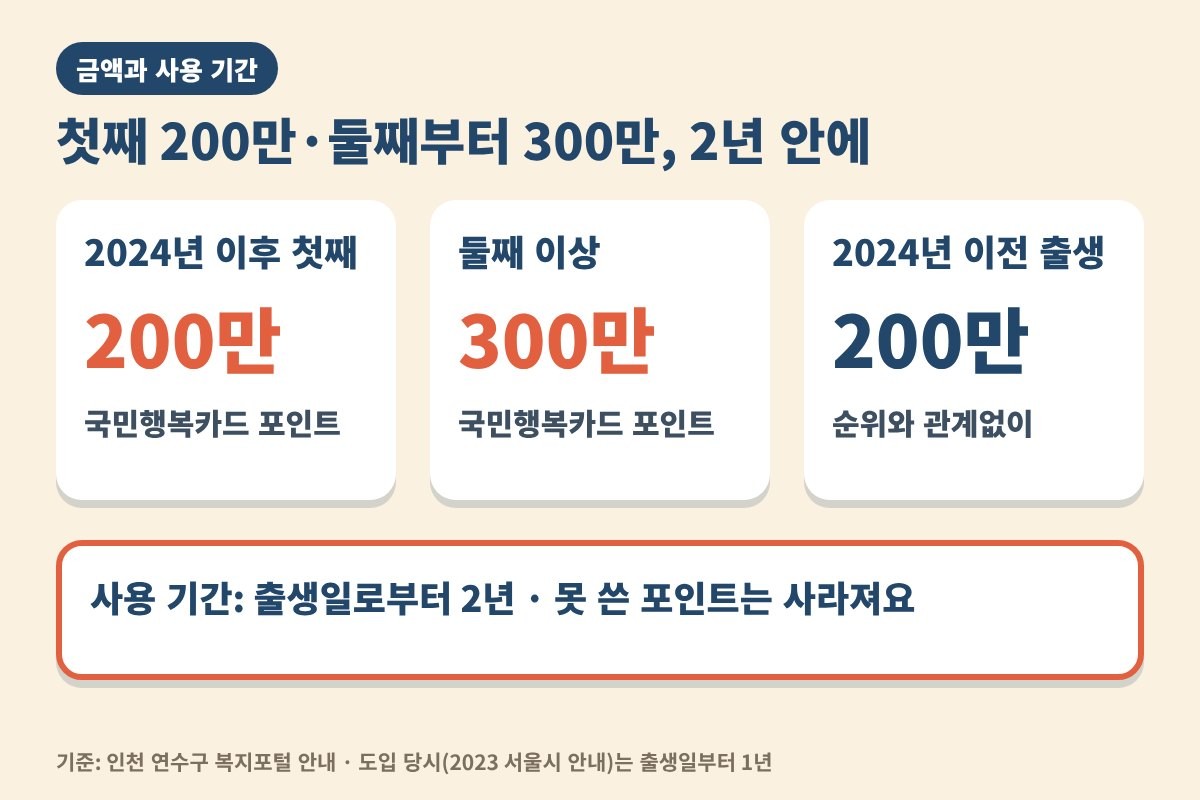 금액과 사용 기간
첫째 200만·둘째부터 300만, 2년 안에
2024년 이후 첫째
200만
국민행복카드 포인트
둘째 이상
300만
국민행복카드 포인트
2024년 이전 출생
200만
순위와 관계없이
사용 기간: 출생일로부터 2년 · 못 쓴 포인트는 사라져요
기준: 인천 연수구 복지포털 안내 · 도입 당시(2023 서울시 안내)는 출생일부터 1년